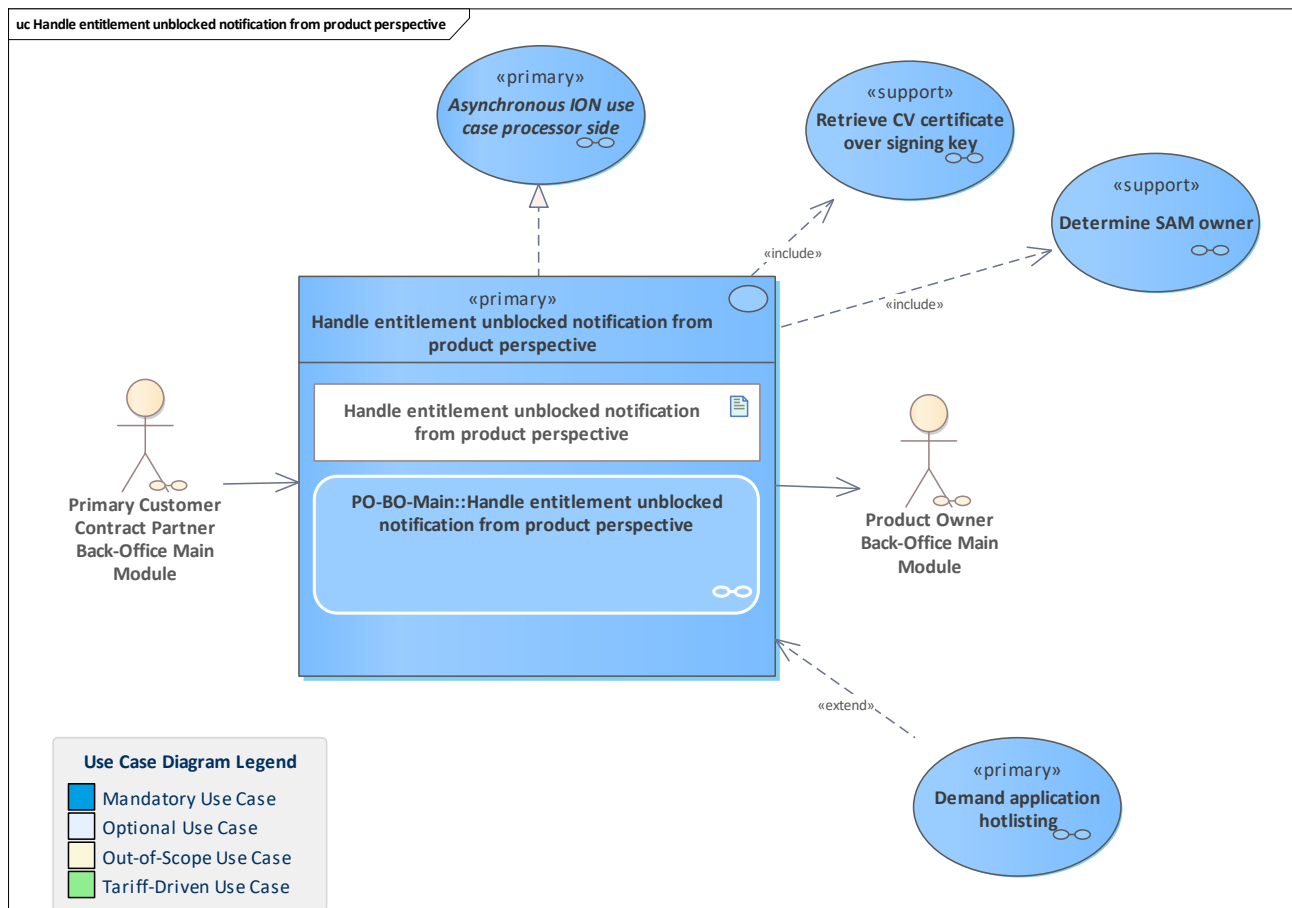 uc Handle entitlement unblocked notification from product perspective
«primary»
Asynchronous ION use
case processor side
«support»
Retrieve CV certificate
over signing key
«support»
Determine SAM owner
«include»
«include»
«primary»
Handle entitlement unblocked notification from
product perspective
Handle entitlement unblocked notification
from product perspective
PO-BO-Main::Handle entitlement unblocked
notification from product perspective
Primary Customer
Contract Partner
Back-Office Main
Module
Product Owner
Back-Office Main
Module
«extend»
«primary»
Demand application
hotlisting
Use Case Diagram Legend
Mandatory Use Case
Optional Use Case
Out-of-Scope Use Case
Tariff-Driven Use Case